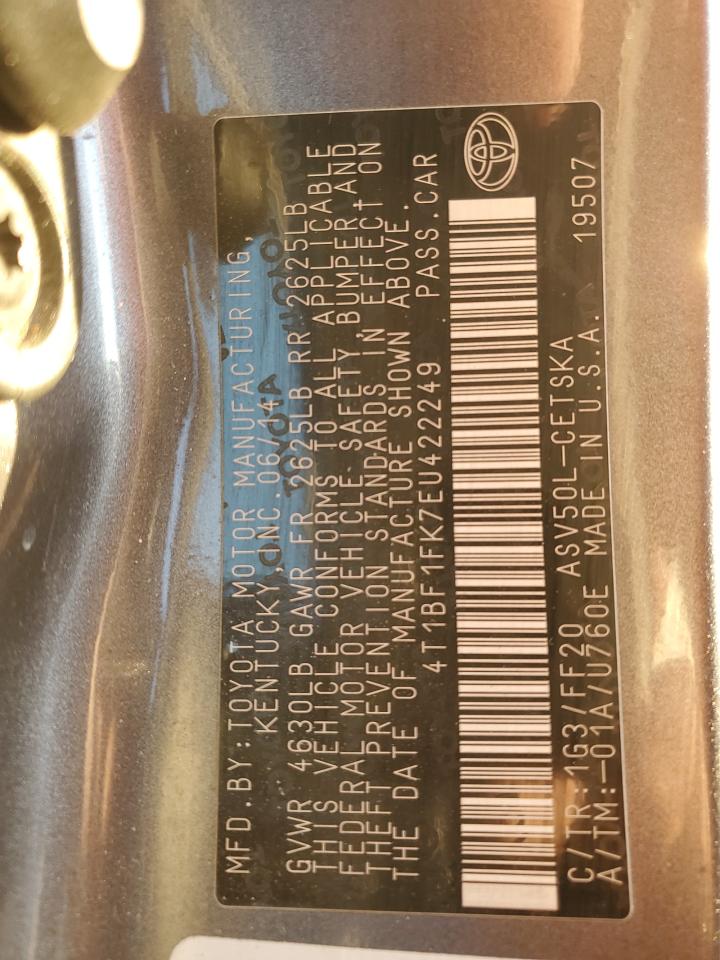 MFD.BY:TOYOTA MOTOR MANUFACTURING,
KENTUCKY,INC.06/14
GVWR 4630LB GAWR FR 2625LB RR 2625LB
THIS VEHICLE CONFORMS TO ALL APPLICABLE
FEDERAL MOTOR VEHICLE SAFETY,BUMPER,AND
THEFT PREVENTION STANDARDS IN EFFECT ON
THE DATE OF MANUFACTURE SHOWN ABOVE.
4T1BF1FK7EU422249 PASS.CAR
C/TR:1G3/FF20 ASV50L-CETSKA
A/TM:-01A/U760E MADE IN U.S.A. 19507
TOYOTA